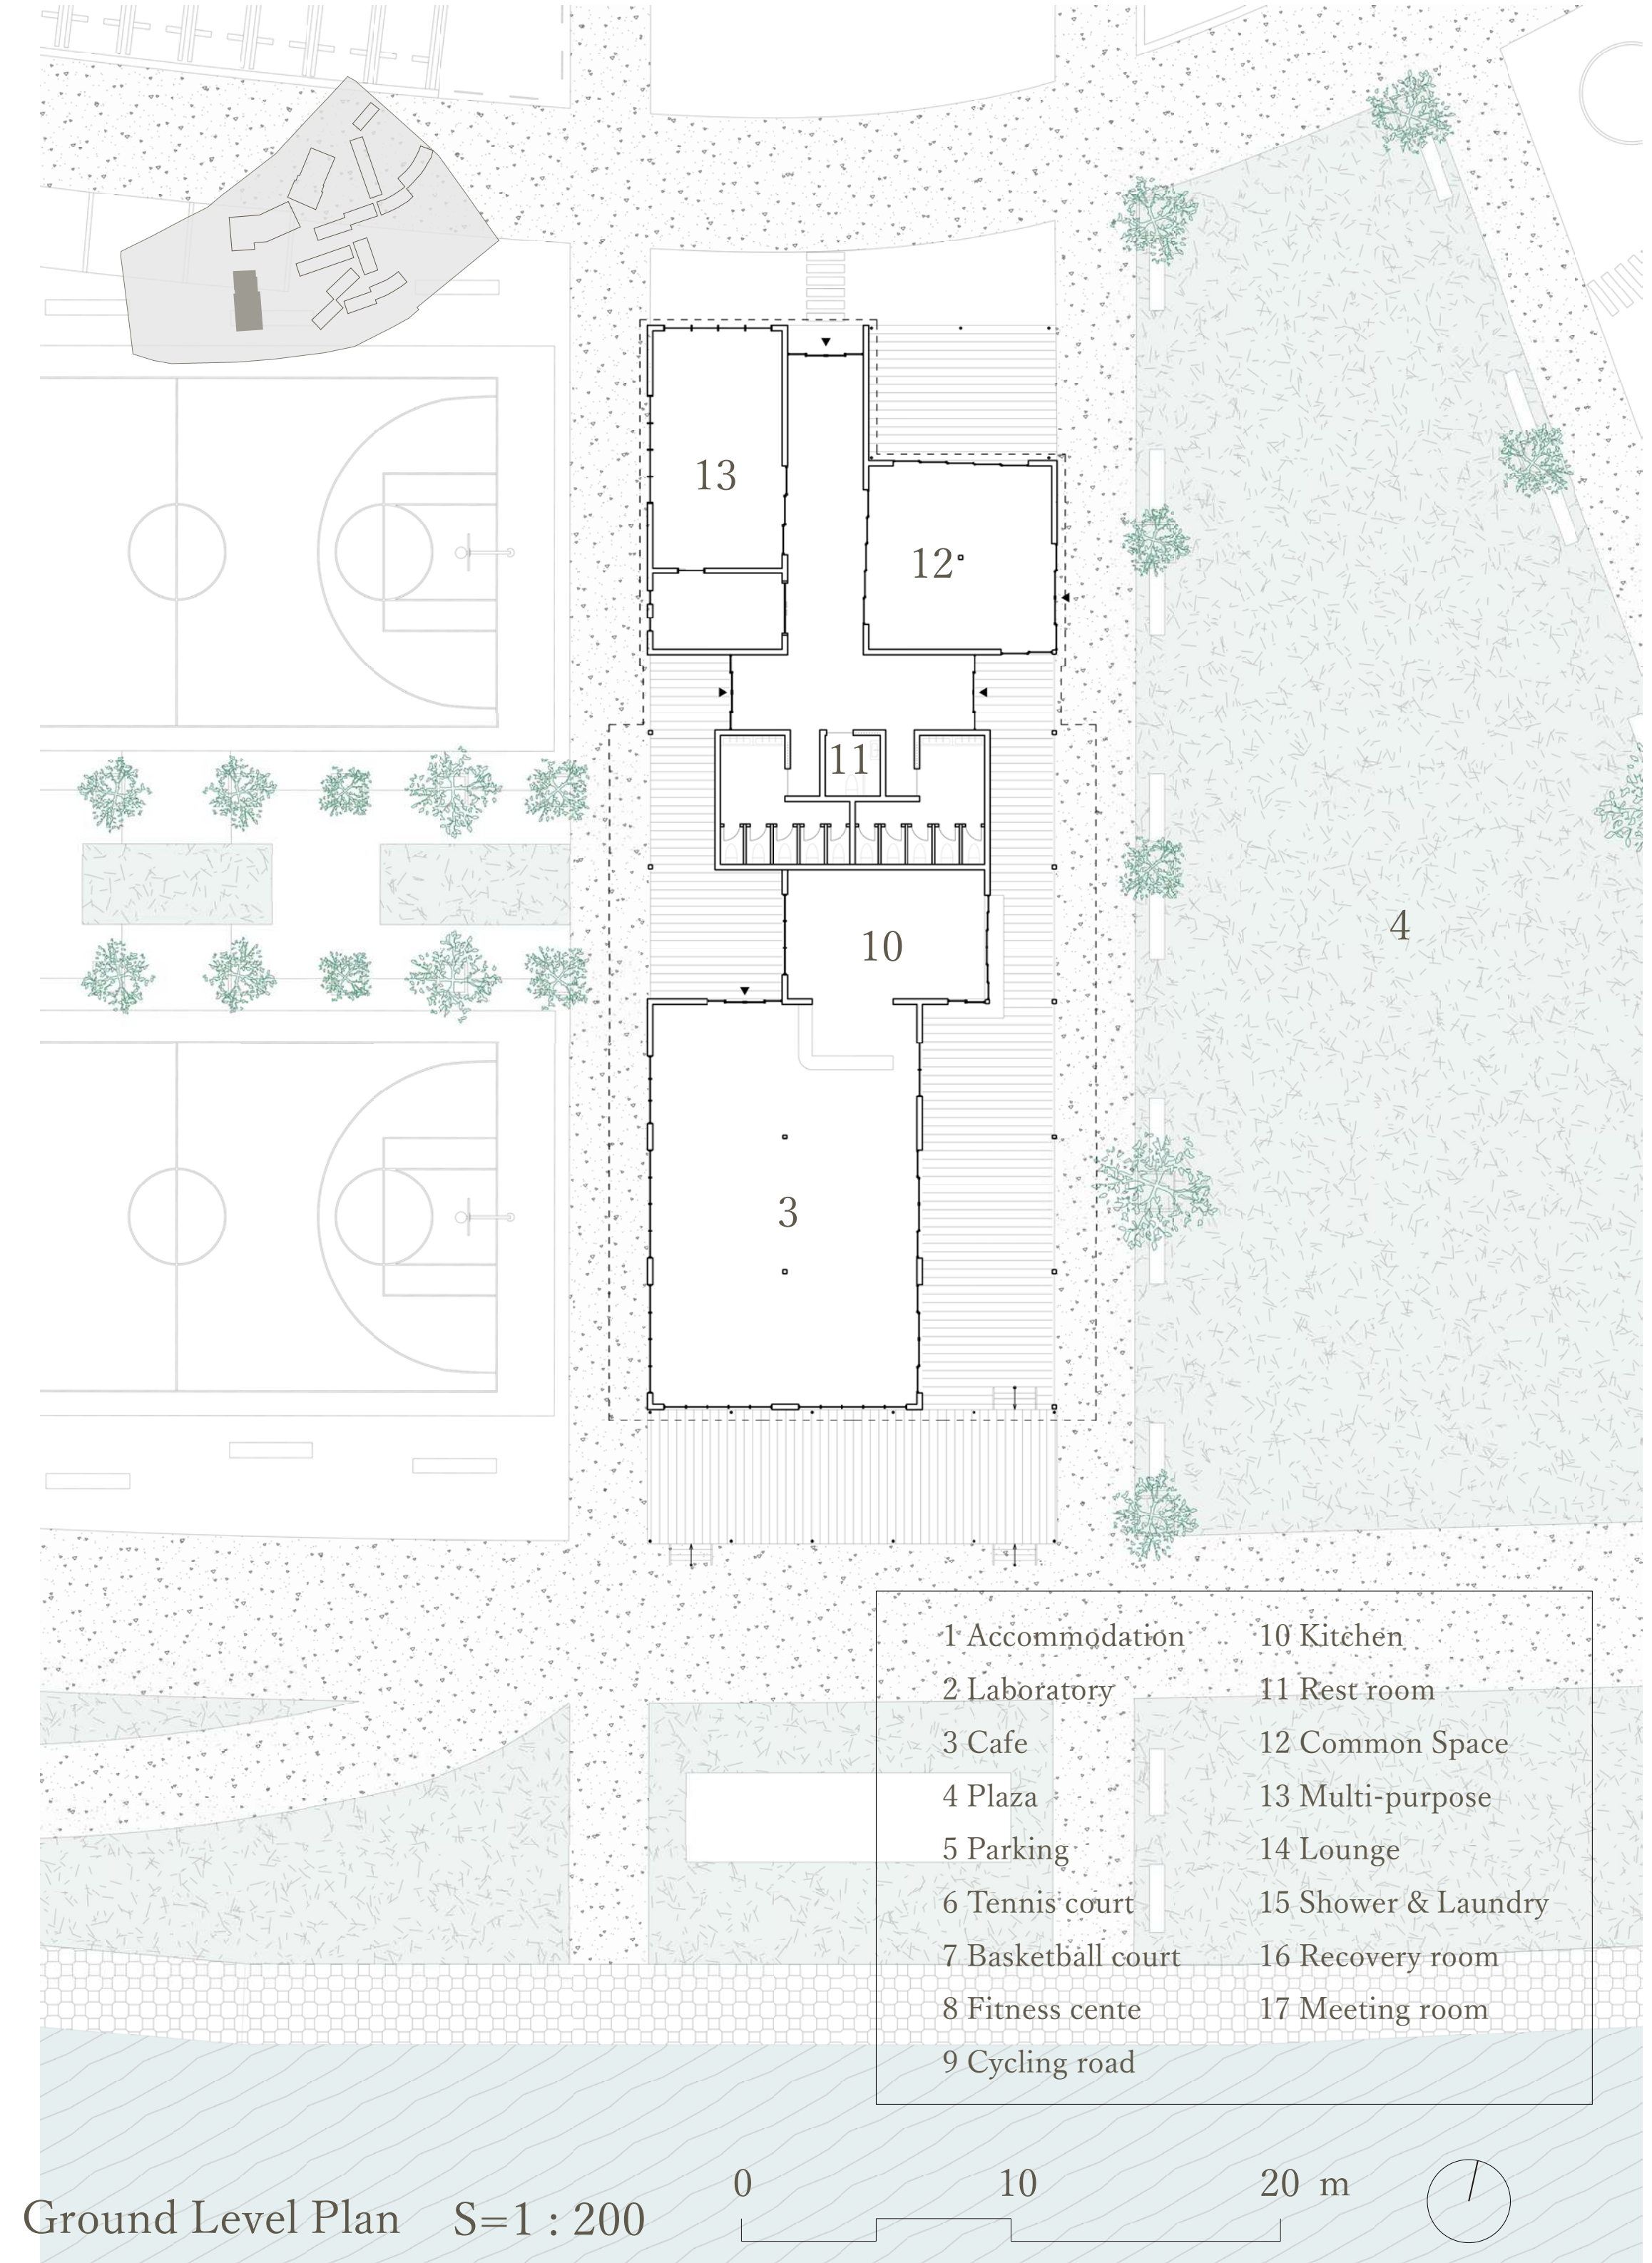 13
12
11
10
4
3
1 Accommodation
2 Laboratory
3 Cafe
4 Plaza
5 Parking
6 Tennis court
7 Basketball court
8 Fitness cente
9 Cycling road
10 Kitchen
11 Rest room
12 Common Space
13 Multi-purpose
14 Lounge
15 Shower & Laundry
16 Recovery room
17 Meeting room
0 10 20 m
Ground Level Plan S=1 : 200